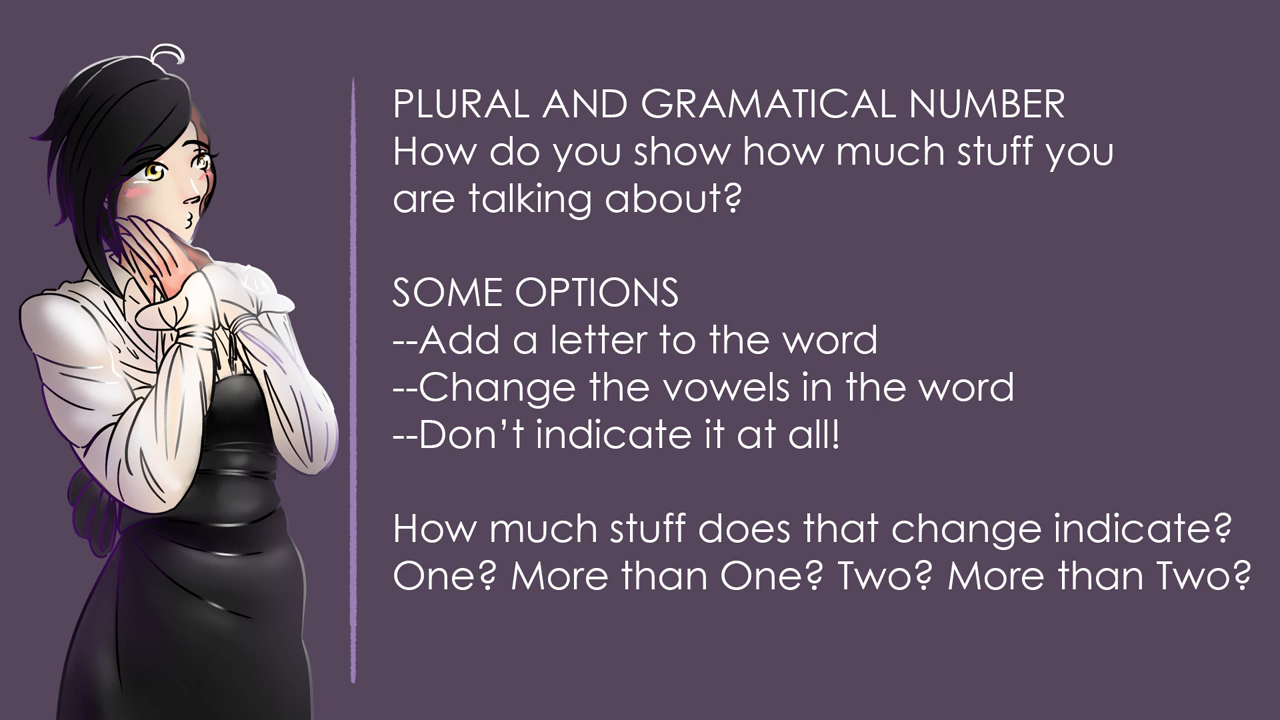 PLURAL AND GRAMATICAL NUMBER
How do you show how much stuff you
are talking about?
SOME OPTIONS
--Add a letter to the word
--Change the vowels in the word
--Don’t indicate it at all!
How much stuff does that change indicate?
One? More than One? Two? More than Two?